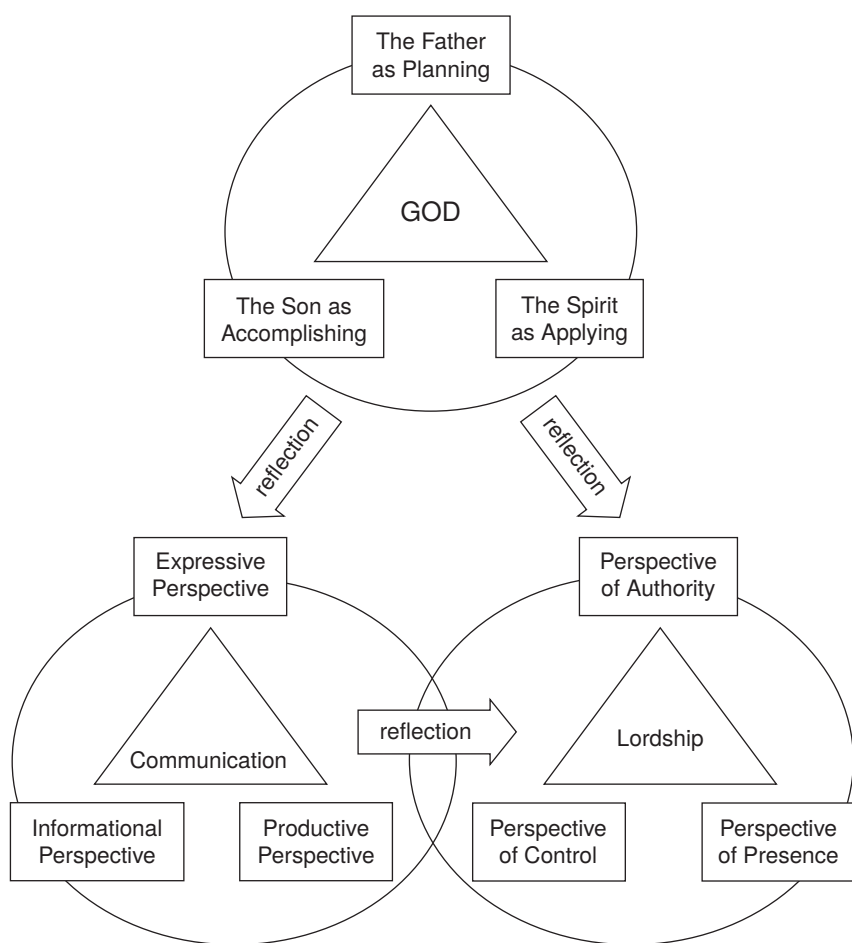 The Father
as Planning
GOD
The Son as
Accomplishing
The Spirit
as Applying
reflection
reflection
Expressive
Perspective
Perspective
of Authority
Communication
reflection
Lordship
Informational
Perspective
Productive
Perspective
Perspective
of Control
Perspective
of Presence